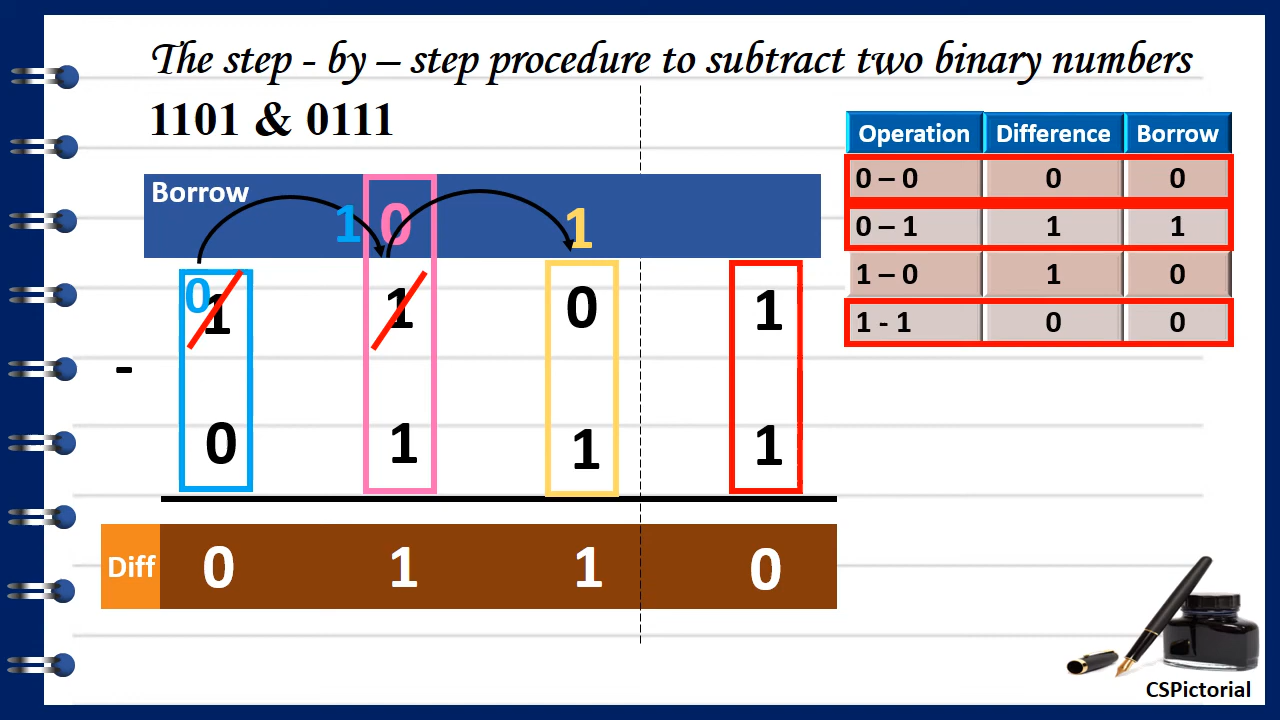 The step - by – step procedure to subtract two binary numbers
1101 & 0111
Operation Difference Borrow
0 – 0 0 0
0 – 1 1 1
1 – 0 1 0
1 - 1 0 0
Borrow
1 0 1
0 1 1 0 1
-
0 1 1 1
Diff 0 1 1 0
CSPictorial